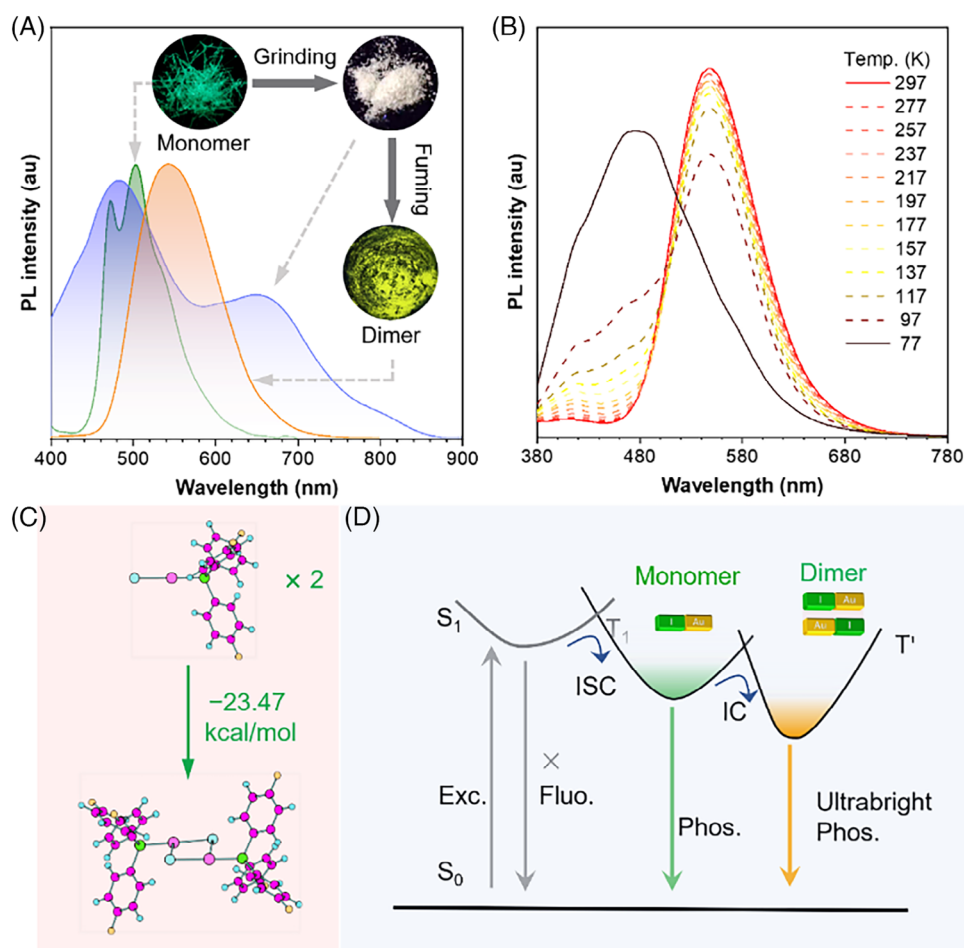 (A)
Grinding
Monomer
Fuming
Dimer
PL intensity (au)
400 500 600 700 800 900
Wavelength (nm)
(B)
Temp. (K)
297
277
257
237
217
197
177
157
137
117
97
77
PL intensity (au)
380 480 580 680 780
Wavelength (nm)
(C)
× 2
−23.47
kcal/mol
(D)
Monomer
Dimer
I Au
I Au
Au I
S1
T1
T'
ISC
IC
×
Exc.
Fluo.
Phos.
Ultrabright
Phos.
S0